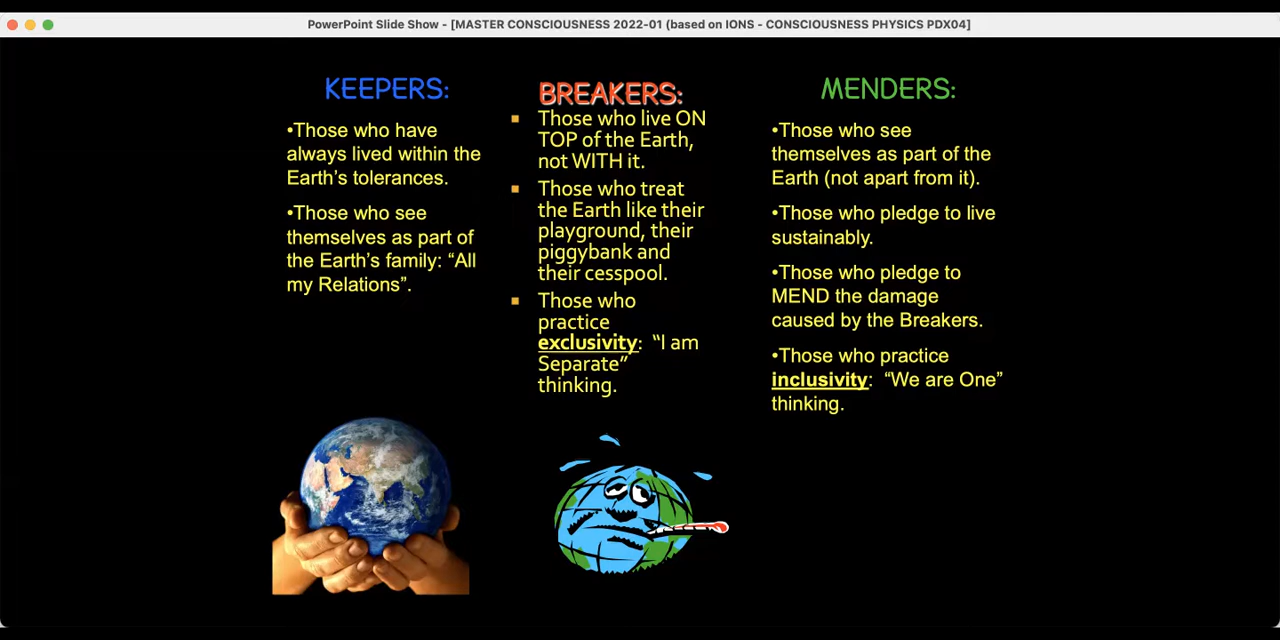 PowerPoint Slide Show - [MASTER CONSCIOUSNESS 2022-01 (based on IONS - CONSCIOUSNESS PHYSICS PDX04]
KEEPERS:
•Those who have
always lived within the
Earth’s tolerances.
•Those who see
themselves as part of
the Earth’s family: “All
my Relations”.
BREAKERS:
▪ Those who live ON
TOP of the Earth,
not WITH it.
▪ Those who treat
the Earth like their
playground, their
piggybank and
their cesspool.
▪ Those who
practice
exclusivity: “I am
Separate”
thinking.
MENDERS:
•Those who see
themselves as part of the
Earth (not apart from it).
•Those who pledge to live
sustainably.
•Those who pledge to
MEND the damage
caused by the Breakers.
•Those who practice
inclusivity: “We are One”
thinking.